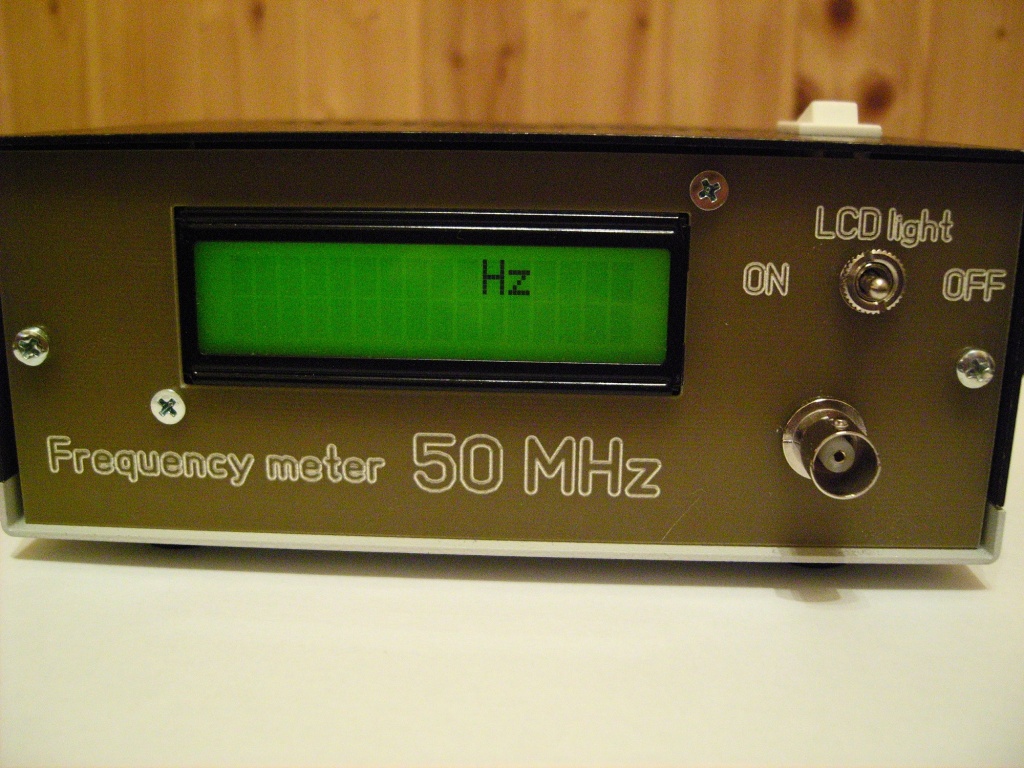 LCD light
Hz
ON OFF
Frequency meter 50 MHz